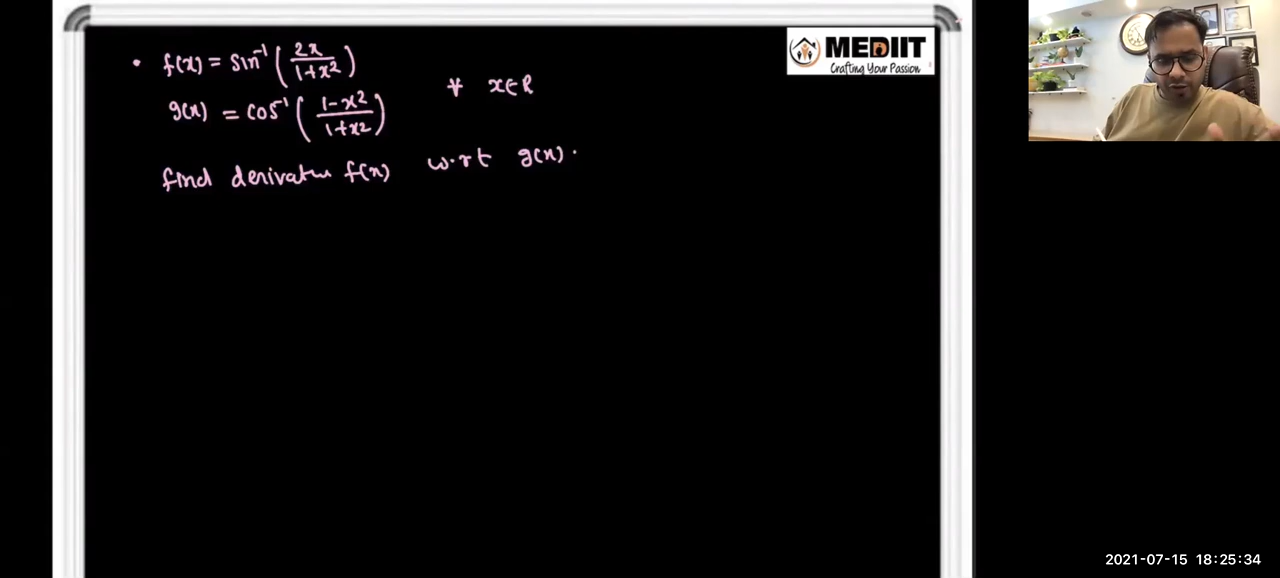 • f(x) = Sin⁻¹ (2x/1+x²)
g(x) = cos⁻¹ (1-x²/1+x²) ∀ x∈R
find derivative f(x) w.r.t g(x).
MEDIIT
Crafting Your Passion
2021-07-15 18:25:34